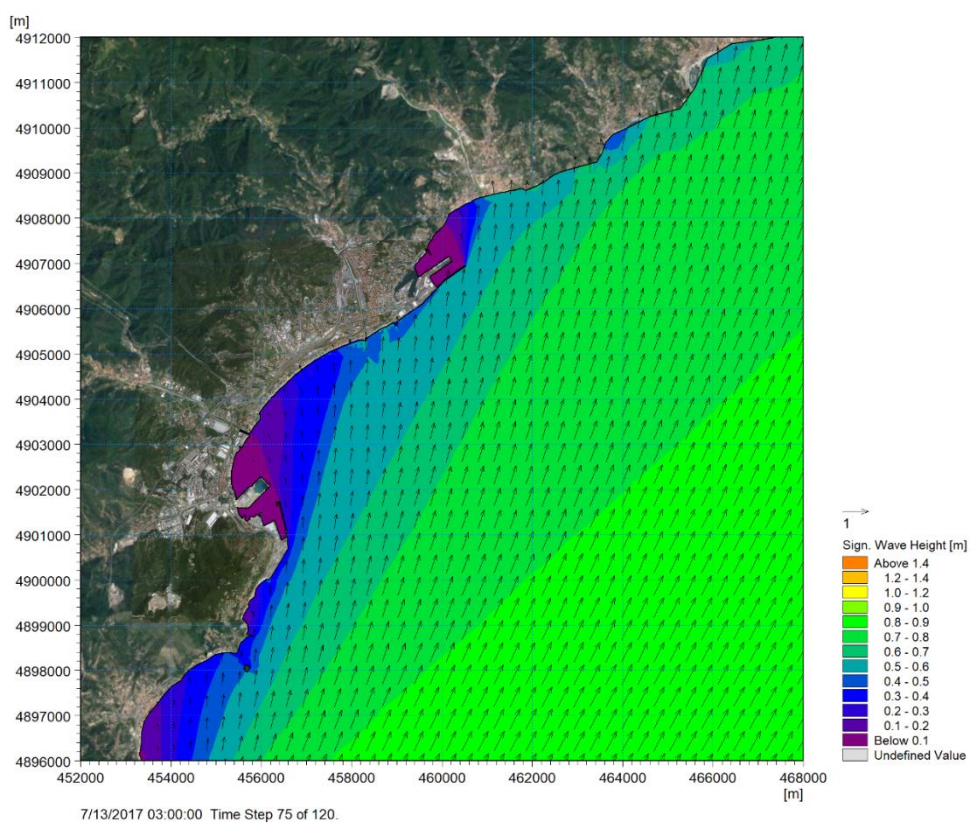 [m]
4912000
4911000
4910000
4909000
4908000
4907000
4906000
4905000
4904000
4903000
4902000
4901000
4900000
4899000
4898000
4897000
4896000
452000 454000 456000 458000 460000 462000 464000 466000 468000
[m]
7/13/2017 03:00:00 Time Step 75 of 120.
1
Sign. Wave Height [m]
Above 1.4
1.2 - 1.4
1.0 - 1.2
0.9 - 1.0
0.8 - 0.9
0.7 - 0.8
0.6 - 0.7
0.5 - 0.6
0.4 - 0.5
0.3 - 0.4
0.2 - 0.3
0.1 - 0.2
Below 0.1
Undefined Value